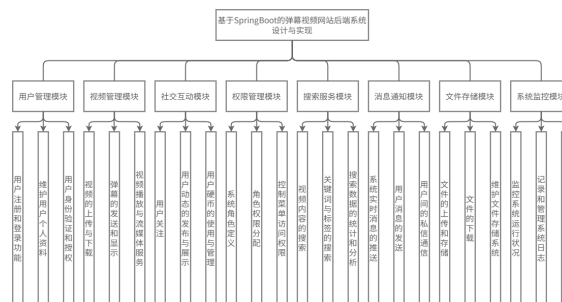 基于SpringBoot的弹幕视频网站后端系统
设计与实现
用户管理模块
视频管理模块
社交互动模块
权限管理模块
搜索服务模块
消息通知模块
文件存储模块
系统监控模块
用户注册和登录功能
维护用户个人资料
用户身份验证和授权
视频的上传与下载
弹幕的发送和显示
视频播放与流媒体服务
用户关注
用户动态的发布与展示
用户硬币的使用与管理
系统角色定义
角色权限分配
控制菜单访问权限
视频内容的搜索
关键词与标签的搜索
搜索数据的统计和分析
系统实时消息的推送
用户消息的发送
用户间的私信通信
文件的上传和存储
文件的下载
维护文件存储系统
监控系统运行状况
记录和管理系统日志